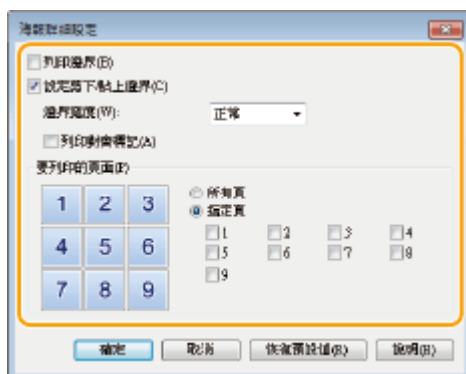 海報詳細設定
列印邊界(B)
設定剪下/貼上邊界(C)
邊界寬度(W): 正常
列印對齊標記(A)
要列印的頁面(P)
1 2 3
4 5 6
7 8 9
所有頁
指定頁
1 2 3 4
5 6 7 8
9
確定 取消 恢復預設值(R) 說明(H)